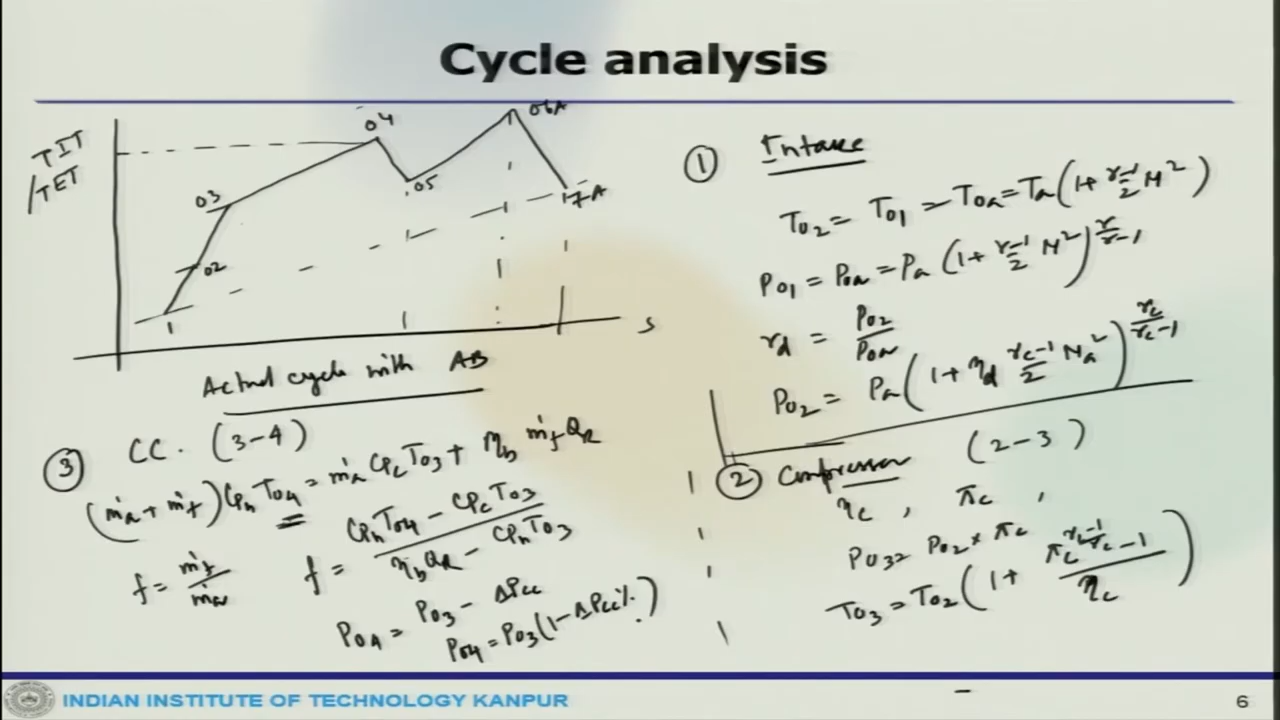 Cycle analysis
TIT
/TET
04
06A
03
.05
02
7A
1
s
Actual cycle with AB
① Intake
T02 = T01 = T0a = Ta(1 + γ-1/2 M²)
P01 = P0a = Pa(1 + γ-1/2 M²)^γ/γ-1
rd = P02/P0a
P02 = Pa(1 + ηd γc-1/2 Ma²)^γc/γc-1
② Compressor (2-3)
ηc, πc,
P03 = P02 × πc
T03 = T02(1 + πc^γc-1/γc -1/ηc)
③ CC. (3-4)
(ṁa + ṁf)Cpn T04 = ṁa Cpc T03 + ηb ṁf QR
f = ṁf/ṁa
f = Cpn T04 - Cpc T03/ηb QR - Cpn T03
P04 = P03 - ΔPcc
P04 = P03(1-ΔPcc%.)
INDIAN INSTITUTE OF TECHNOLOGY KANPUR
6